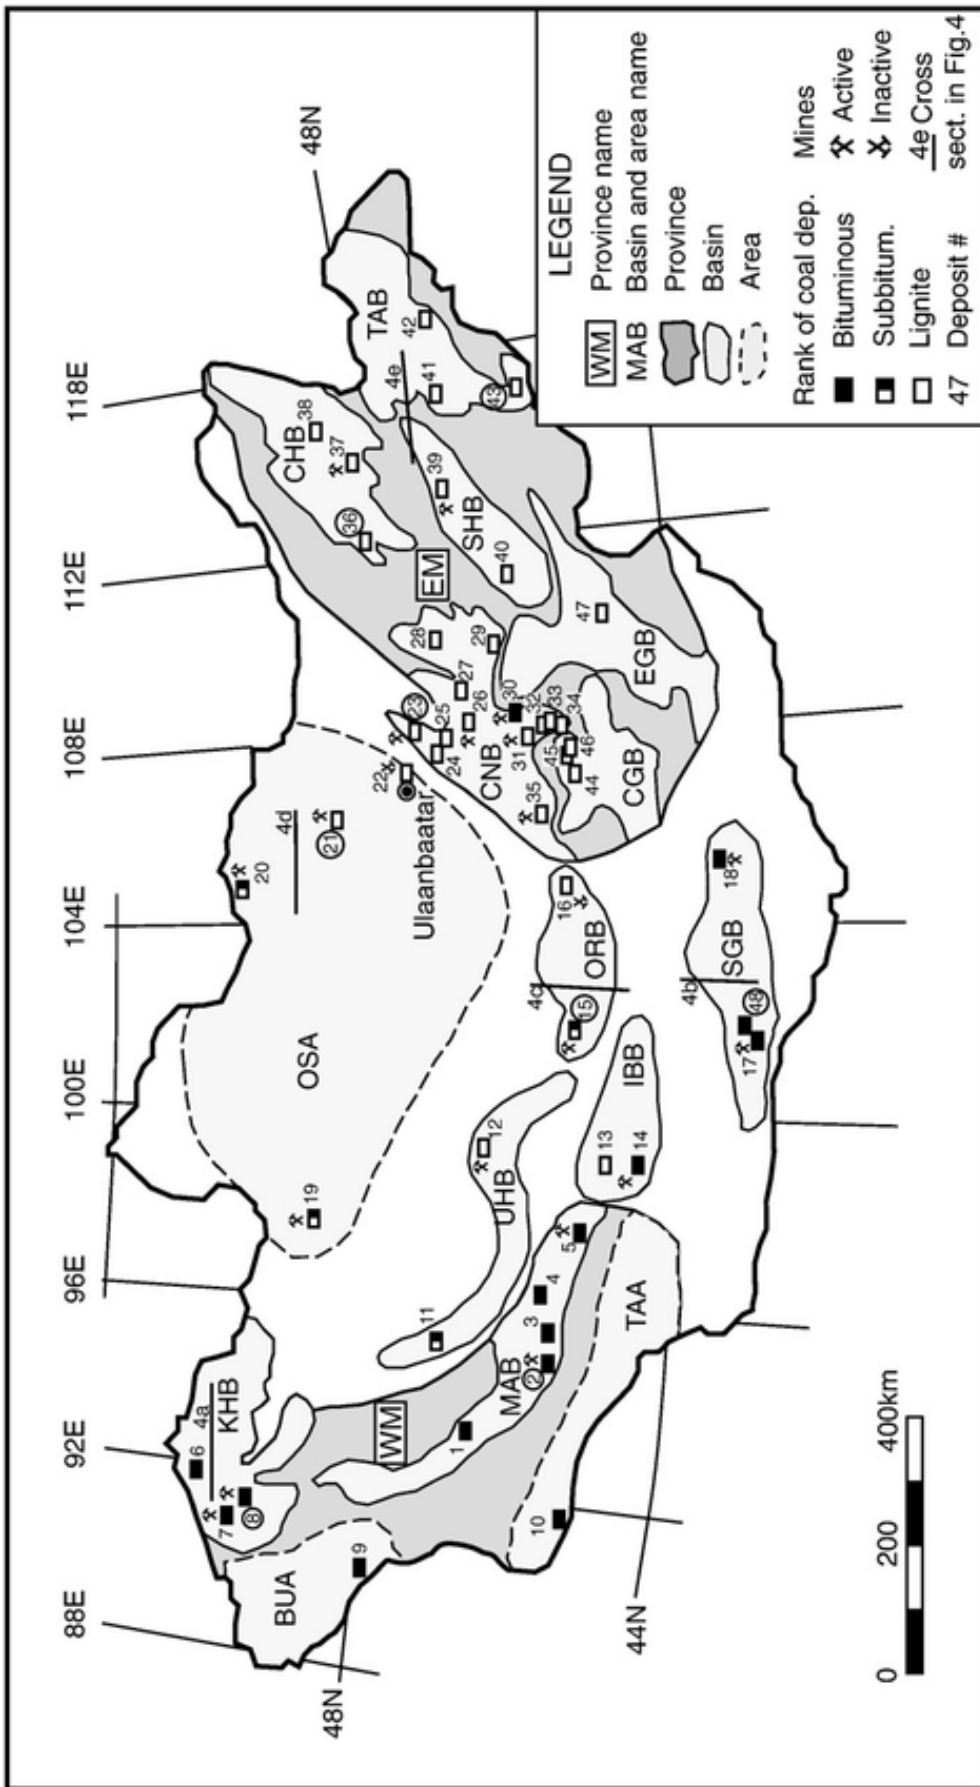 88E
92E
96E
100E
104E
108E
112E
118E
48N
48N
44N
KHB
4a
6
7
8
BUA
9
WM
MAB
1
2
3
4
5
10
TAA
UHB
11
12
IBB
13
14
OSA
19
20
21
4d
22
Ulaanbaatar
ORB
4c
15
16
SGB
4b
17
18
48
CNB
23
24
25
26
27
28
29
30
31
32
33
34
35
EM
CHB
36
37
38
SHB
39
40
TAB
4e
41
42
43
EGB
47
CGB
44
45
46
0 200 400km
LEGEND
WM Province name
MAB Basin and area name
Province
Basin
Area
Rank of coal dep. Mines
Bituminous Active
Subbitum. Inactive
Lignite 4e Cross
47 Deposit # sect. in Fig.4